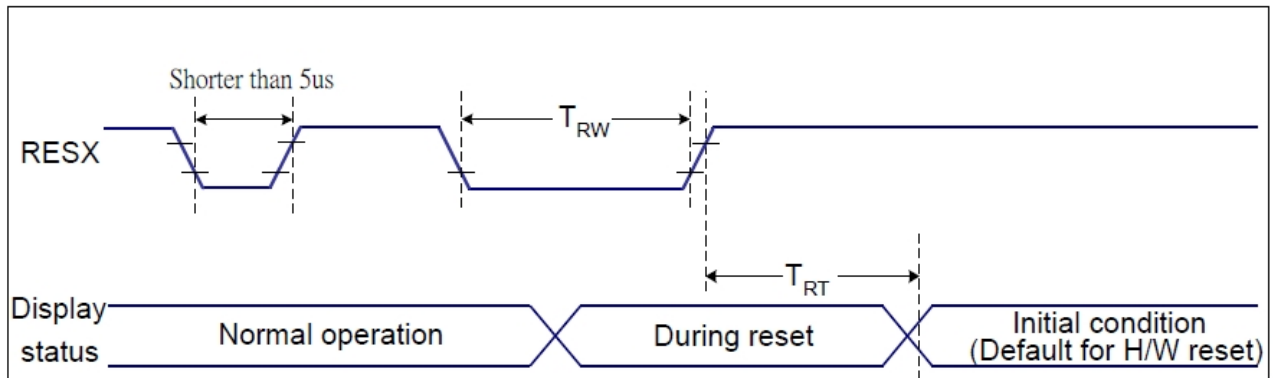 Shorter than 5us
RESX
TRW
TRT
Display
status
Normal operation
During reset
Initial condition
(Default for H/W reset)